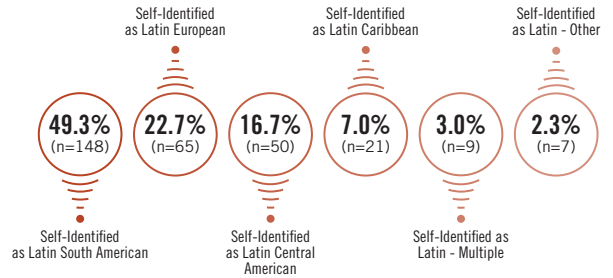 Self-Identified
as Latin European
Self-Identified
as Latin Caribbean
Self-Identified
as Latin - Other
49.3%
(n=148)
22.7%
(n=65)
16.7%
(n=50)
7.0%
(n=21)
3.0%
(n=9)
2.3%
(n=7)
Self-Identified
as Latin South American
Self-Identified
as Latin Central
American
Self-Identified as
Latin - Multiple